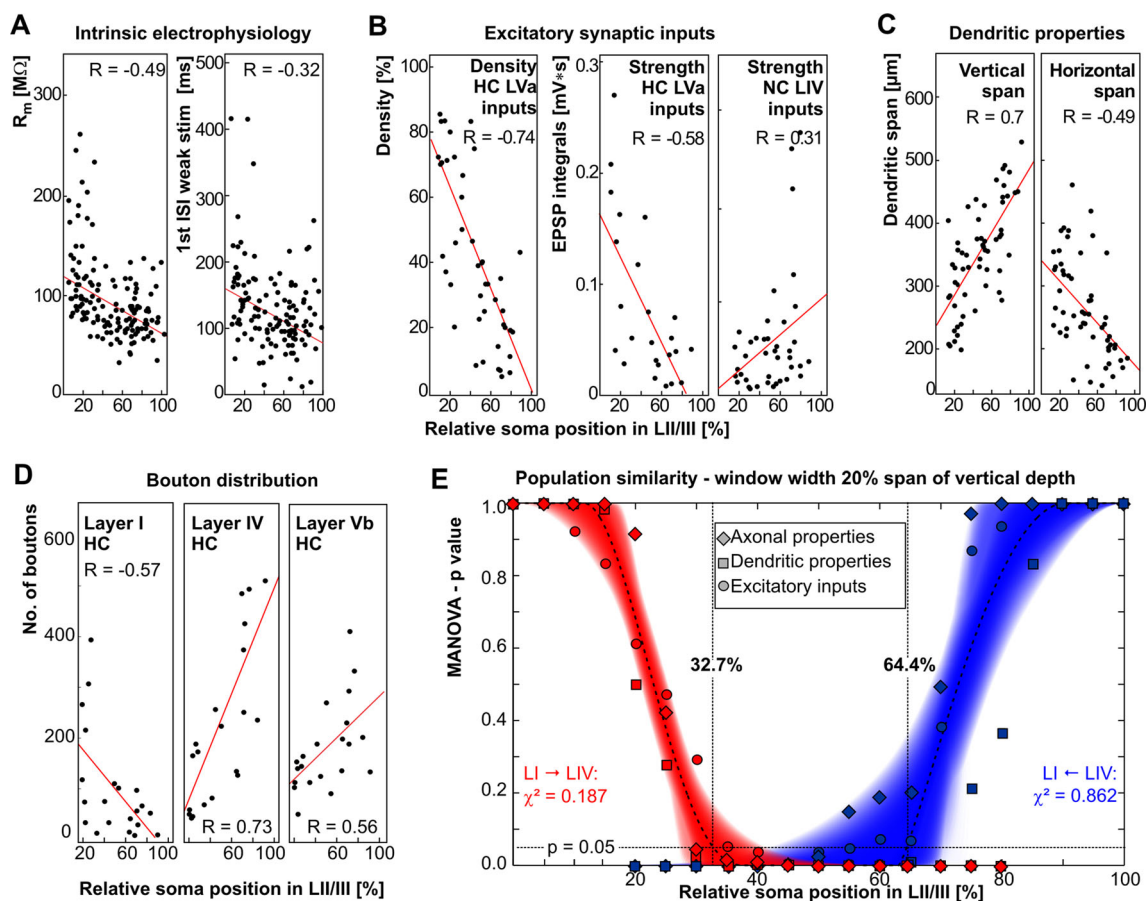 A
Intrinsic electrophysiology
R = -0.49
R = -0.32
Rm [MΩ]
300
200
100
0
1st ISI weak stim [ms]
500
400
300
200
100
0
20 60 100
20 60 100
B
Excitatory synaptic inputs
Density
HC LVa
inputs
R = -0.74
Strength
HC LVa
inputs
R = -0.58
Strength
NC LIV
inputs
R = 0.31
Density [%]
100
80
60
40
20
0
EPSP integrals [mV*s]
0.3
0.2
0.1
0
20 60 100
20 60 100
20 60 100
Relative soma position in LII/III [%]
C
Dendritic properties
Vertical
span
R = 0.7
Horizontal
span
R = -0.49
Dendritic span [µm]
600
500
400
300
200
0
20 60 100
20 60 100
D
Bouton distribution
Layer I
HC
R = -0.57
Layer IV
HC
R = 0.73
Layer Vb
HC
R = 0.56
No. of boutons
600
400
200
0
20 60 100
20 60 100
20 60 100
Relative soma position in LII/III [%]
E
Population similarity - window width 20% span of vertical depth
Axonal properties
Dendritic properties
Excitatory inputs
32.7%
64.4%
LI → LIV:
χ² = 0.187
LI ← LIV:
χ² = 0.862
p = 0.05
MANOVA - p value
1.0
0.8
0.6
0.4
0.2
0.0
20 40 60 80 100
Relative soma position in LII/III [%]